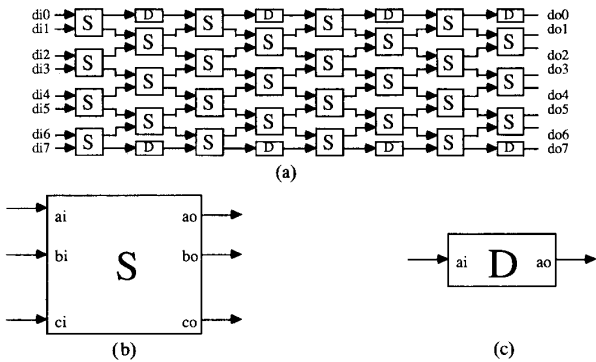 di0 D D D D do0
S S S S
di1 do1
S S S S
di2 do2
S S S S
di3 do3
S S S S
di4 do4
S S S S
di5 do5
S S S S
di6 do6
S S S S
di7 D D D D do7
(a)
ai ao
bi S bo
ci co
(b)
ai D ao
(c)